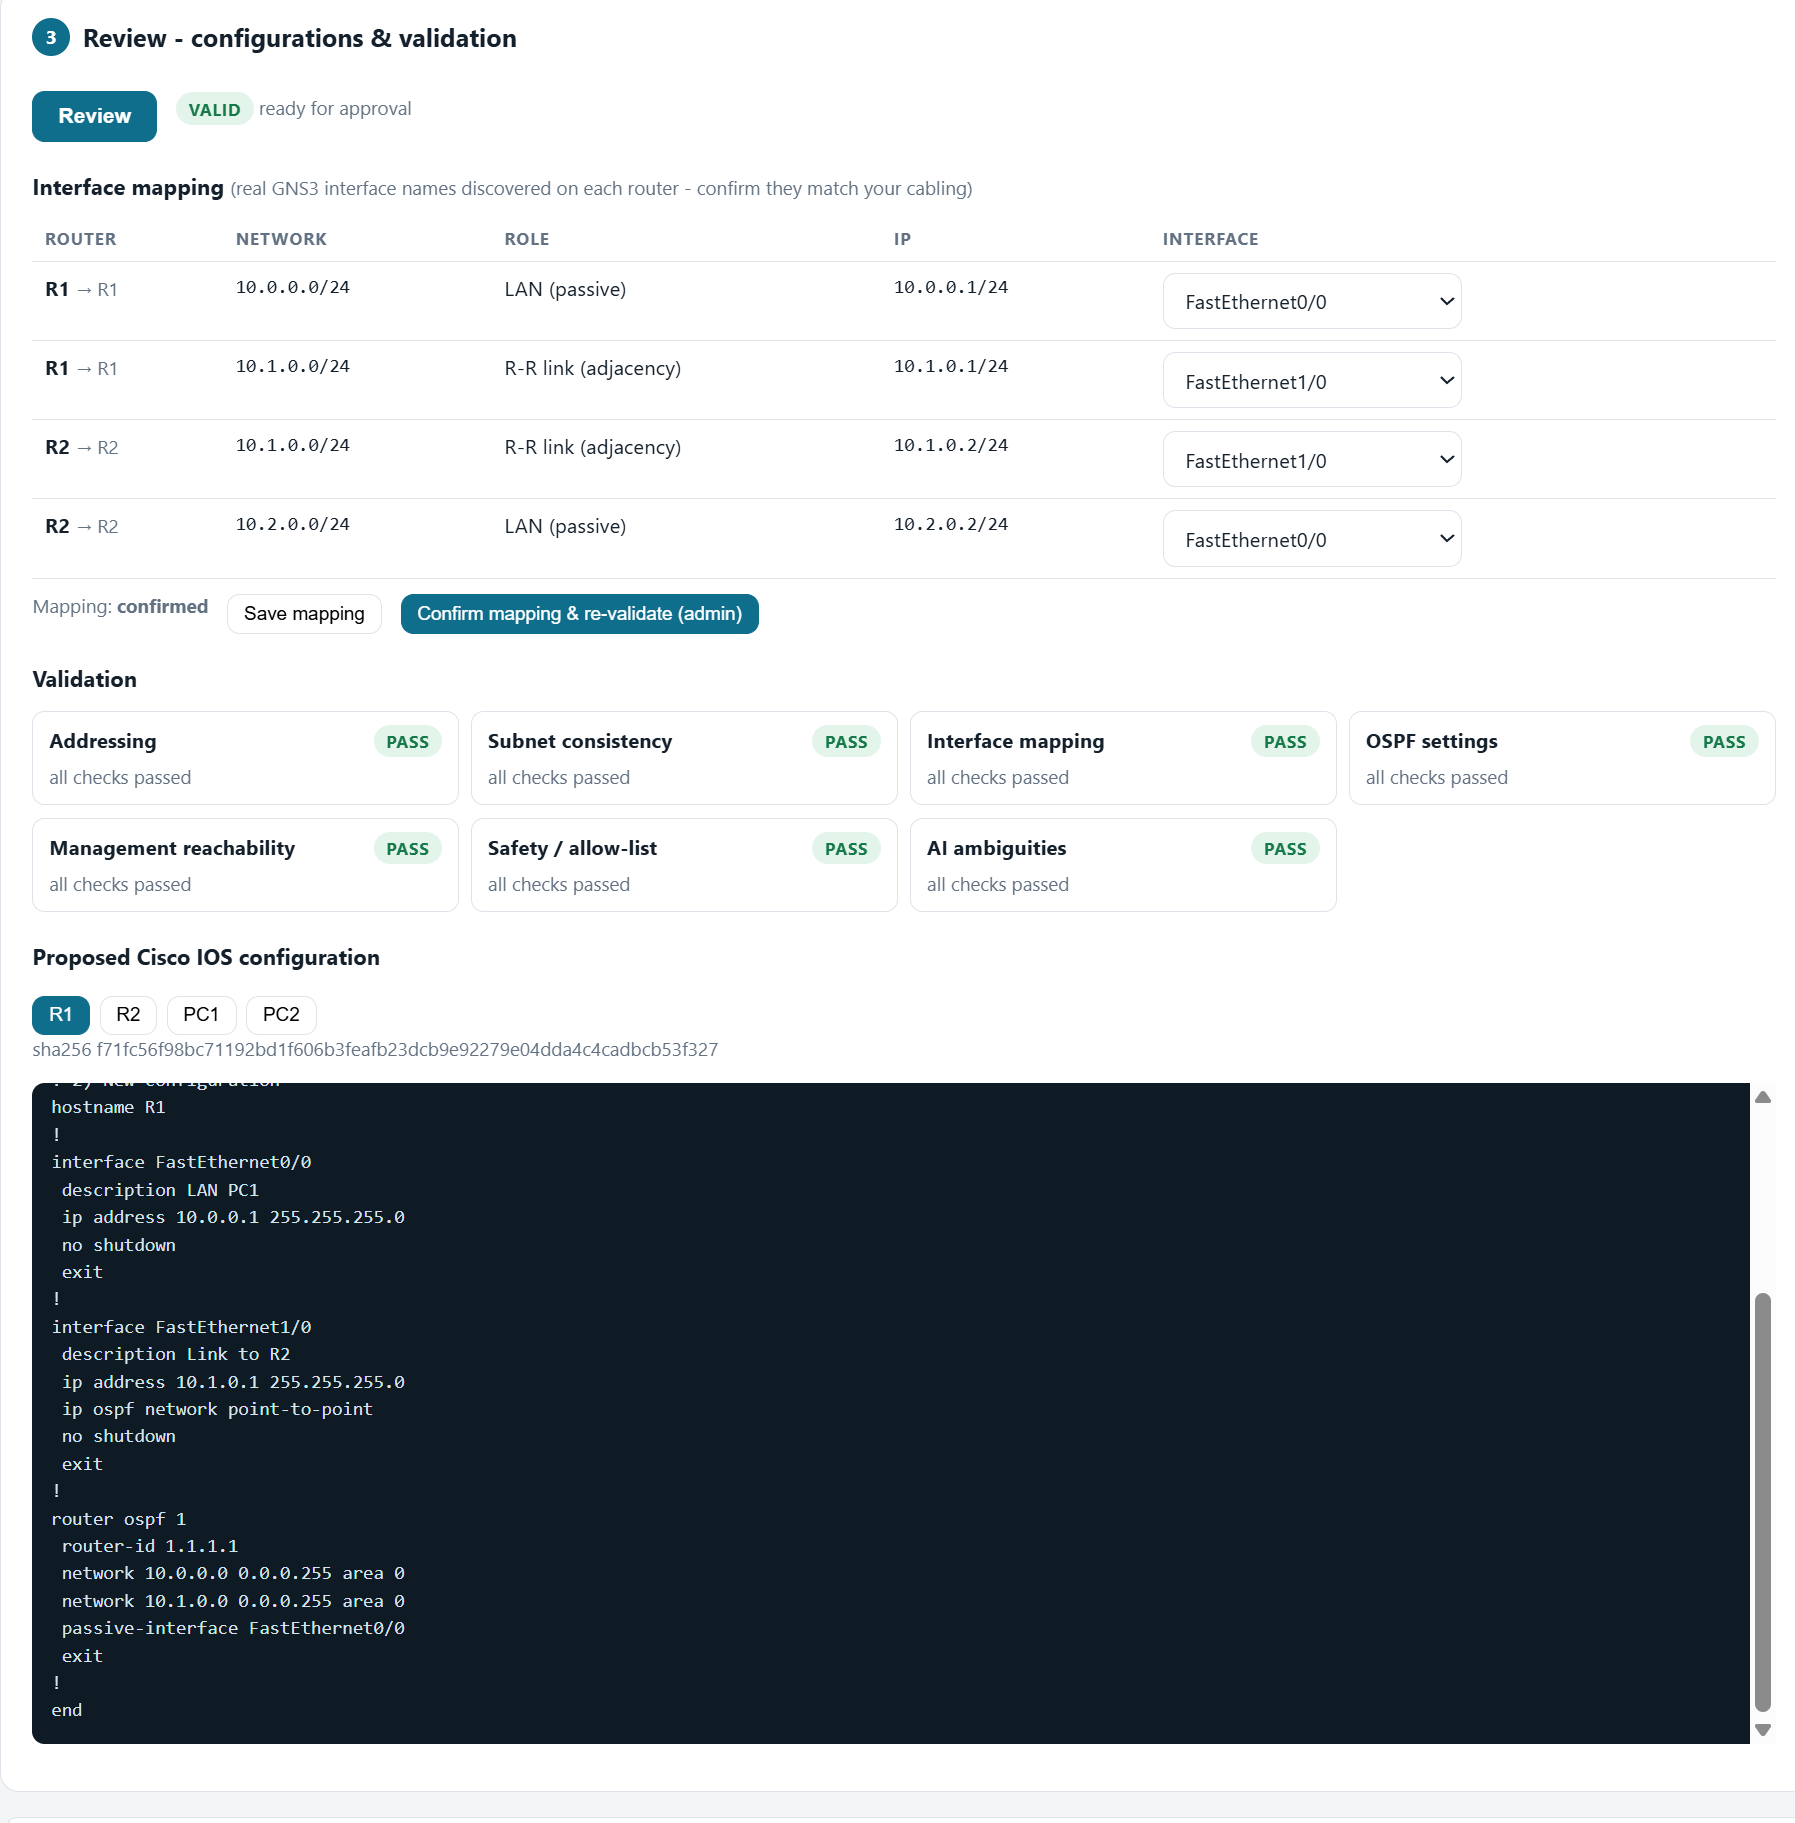 3 Review - configurations & validation
Review VALID ready for approval
Interface mapping (real GNS3 interface names discovered on each router - confirm they match your cabling)
ROUTER NETWORK ROLE IP INTERFACE
R1 → R1 10.0.0.0/24 LAN (passive) 10.0.0.1/24 FastEthernet0/0
R1 → R1 10.1.0.0/24 R-R link (adjacency) 10.1.0.1/24 FastEthernet1/0
R2 → R2 10.1.0.0/24 R-R link (adjacency) 10.1.0.2/24 FastEthernet1/0
R2 → R2 10.2.0.0/24 LAN (passive) 10.2.0.2/24 FastEthernet0/0
Mapping: confirmed Save mapping Confirm mapping & re-validate (admin)
Validation
Addressing PASS
all checks passed
Subnet consistency PASS
all checks passed
Interface mapping PASS
all checks passed
OSPF settings PASS
all checks passed
Management reachability PASS
all checks passed
Safety / allow-list PASS
all checks passed
AI ambiguities PASS
all checks passed
Proposed Cisco IOS configuration
R1 R2 PC1 PC2
sha256 f71fc56f98bc71192bd1f606b3feafb23dcb9e92279e04dda4c4cadbcb53f327
! 2) New configuration
hostname R1
!
interface FastEthernet0/0
 description LAN PC1
 ip address 10.0.0.1 255.255.255.0
 no shutdown
 exit
!
interface FastEthernet1/0
 description Link to R2
 ip address 10.1.0.1 255.255.255.0
 ip ospf network point-to-point
 no shutdown
 exit
!
router ospf 1
 router-id 1.1.1.1
 network 10.0.0.0 0.0.0.255 area 0
 network 10.1.0.0 0.0.0.255 area 0
 passive-interface FastEthernet0/0
 exit
!
end